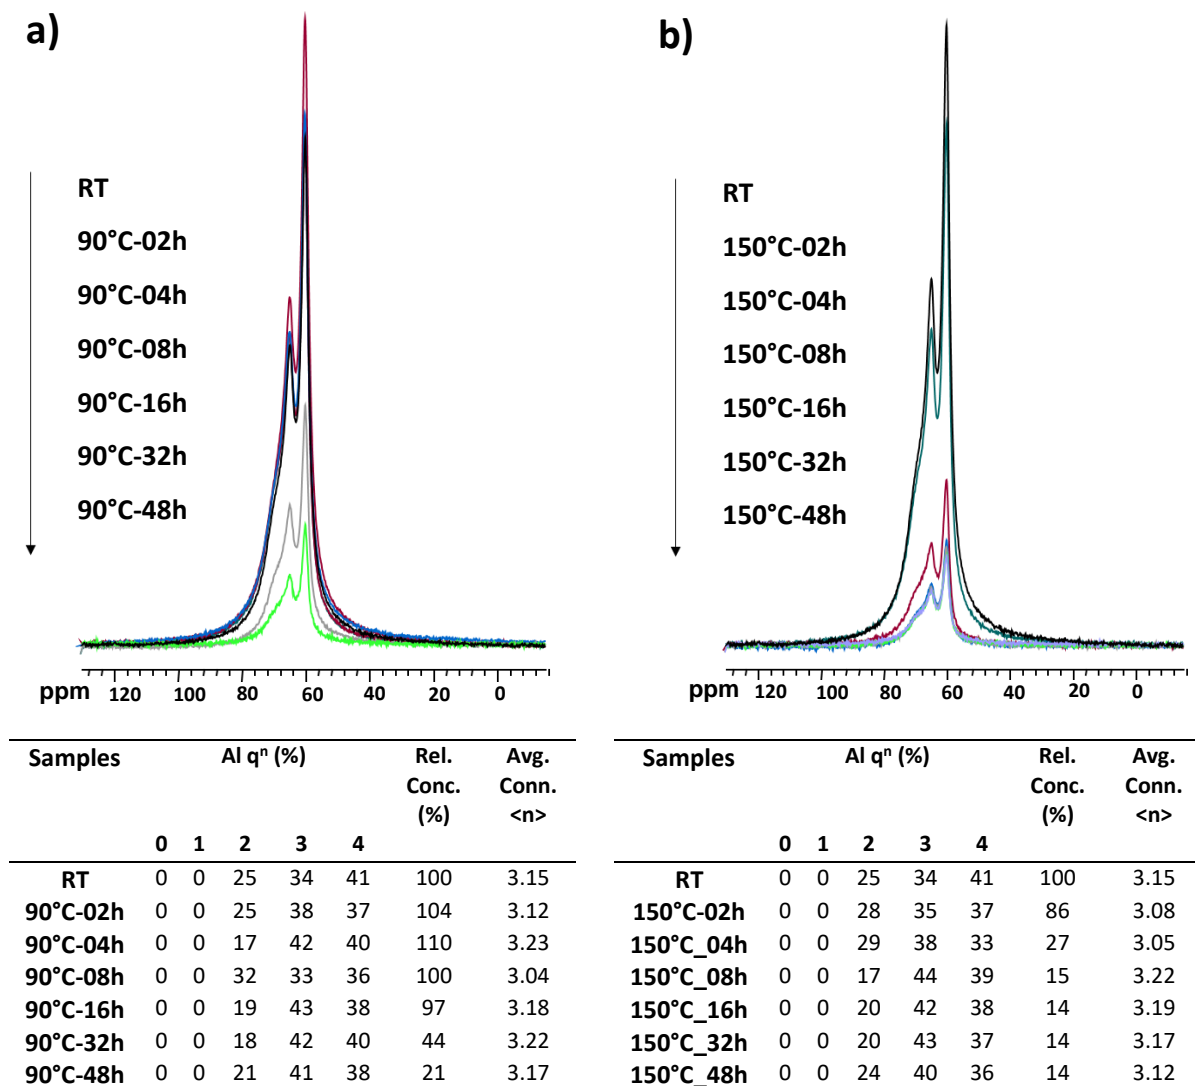 a)
RT
90°C-02h
90°C-04h
90°C-08h
90°C-16h
90°C-32h
90°C-48h
ppm 120 100 80 60 40 20 0
Samples Al qⁿ (%) Rel. Conc. (%) Avg. Conn. <n>
0 1 2 3 4
RT 0 0 25 34 41 100 3.15
90°C-02h 0 0 25 38 37 104 3.12
90°C-04h 0 0 17 42 40 110 3.23
90°C-08h 0 0 32 33 36 100 3.04
90°C-16h 0 0 19 43 38 97 3.18
90°C-32h 0 0 18 42 40 44 3.22
90°C-48h 0 0 21 41 38 21 3.17
b)
RT
150°C-02h
150°C-04h
150°C-08h
150°C-16h
150°C-32h
150°C-48h
ppm 120 100 80 60 40 20 0
Samples Al qⁿ (%) Rel. Conc. (%) Avg. Conn. <n>
0 1 2 3 4
RT 0 0 25 34 41 100 3.15
150°C-02h 0 0 28 35 37 86 3.08
150°C_04h 0 0 29 38 33 27 3.05
150°C_08h 0 0 17 44 39 15 3.22
150°C_16h 0 0 20 42 38 14 3.19
150°C_32h 0 0 20 43 37 14 3.17
150°C_48h 0 0 24 40 36 14 3.12